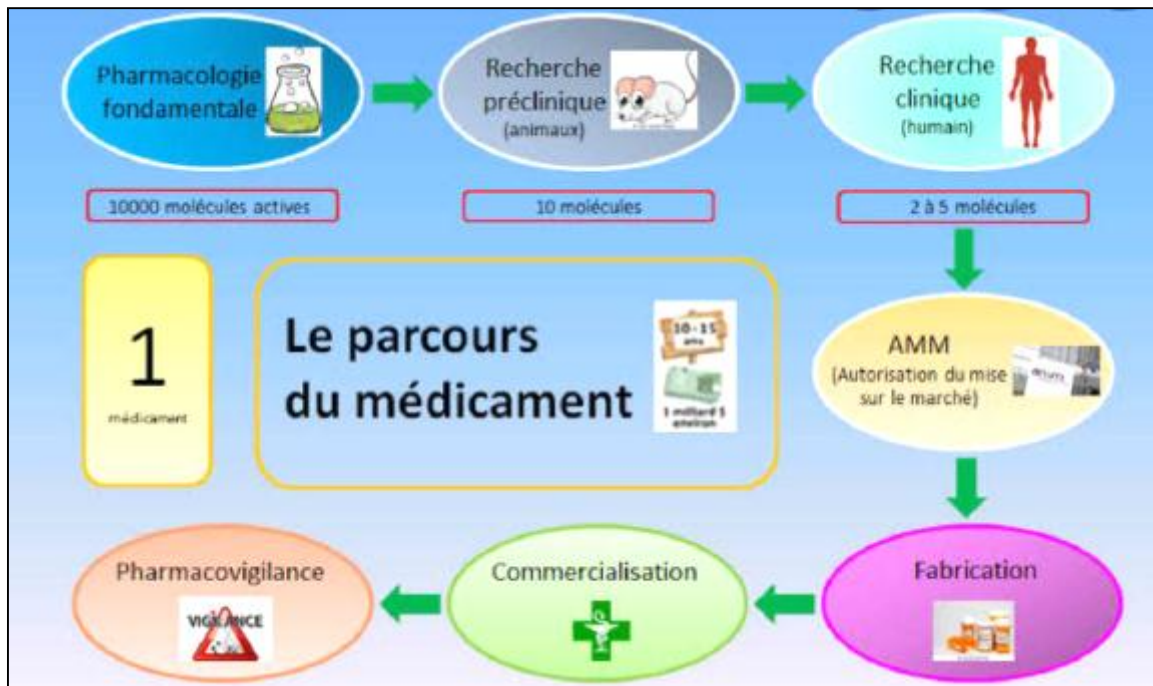 Pharmacologie
fondamentale
Recherche
préclinique
(animaux)
Recherche
clinique
(humain)
10000 molécules actives
10 molécules
2 à 5 molécules
1
médicament
Le parcours
du médicament
10-15
ans
1 milliard $
environ
AMM
(Autorisation du mise
sur le marché)
Pharmacovigilance
VIGILANCE
Commercialisation
Fabrication